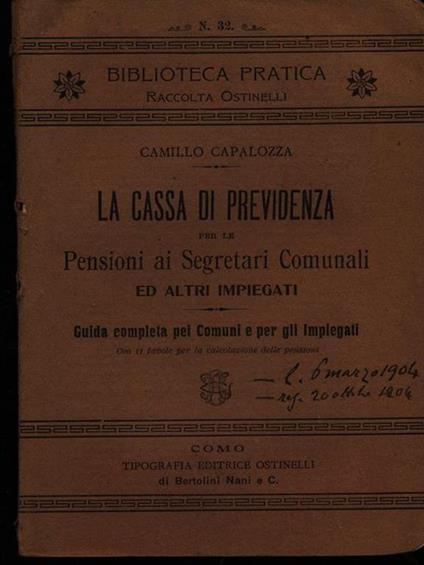 N. 32.
BIBLIOTECA PRATICA
RACCOLTA OSTINELLI
CAMILLO CAPALOZZA
LA CASSA DI PREVIDENZA
PER LE
Pensioni ai Segretari Comunali
ED ALTRI IMPIEGATI
Guida completa pei Comuni e per gli Impiegati
Con 11 tavole per la calcolazione delle pensioni
— l. 6 marzo 1904
— reg. 20 ottobre 1904
COMO
TIPOGRAFIA EDITRICE OSTINELLI
di Bertolini Nani e C.